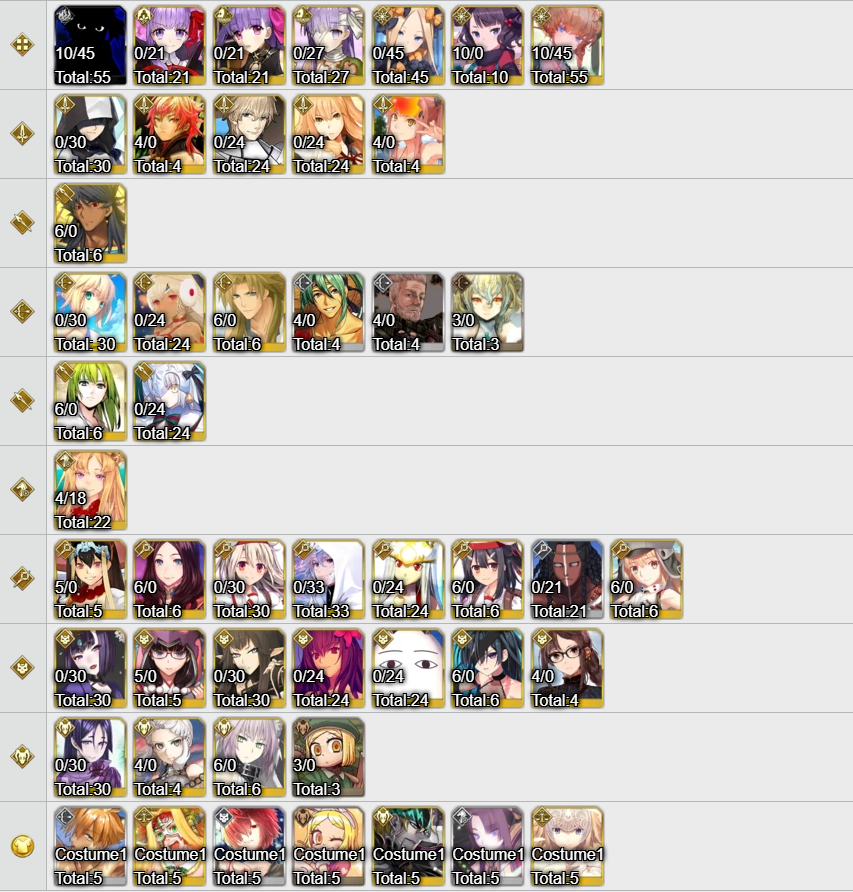 10/45 0/21 0/21 0/27 0/45 10/0 10/45
Total:55 Total:21 Total:21 Total:27 Total:45 Total:10 Total:55
0/30 4/0 0/24 0/24 4/0
Total:30 Total:4 Total:24 Total:24 Total:4
6/0
Total:6
0/30 0/24 6/0 4/0 4/0 3/0
Total:30 Total:24 Total:6 Total:4 Total:4 Total:3
6/0 0/24
Total:6 Total:24
4/18
Total:22
5/0 6/0 0/30 0/33 0/24 6/0 0/21 6/0
Total:5 Total:6 Total:30 Total:33 Total:24 Total:6 Total:21 Total:6
0/30 5/0 0/30 0/24 0/24 6/0 4/0
Total:30 Total:5 Total:30 Total:24 Total:24 Total:6 Total:4
0/30 4/0 6/0 3/0
Total:30 Total:4 Total:6 Total:3
Costume1 Costume1 Costume1 Costume1 Costume1 Costume1 Costume1
Total:5 Total:5 Total:5 Total:5 Total:5 Total:5 Total:5